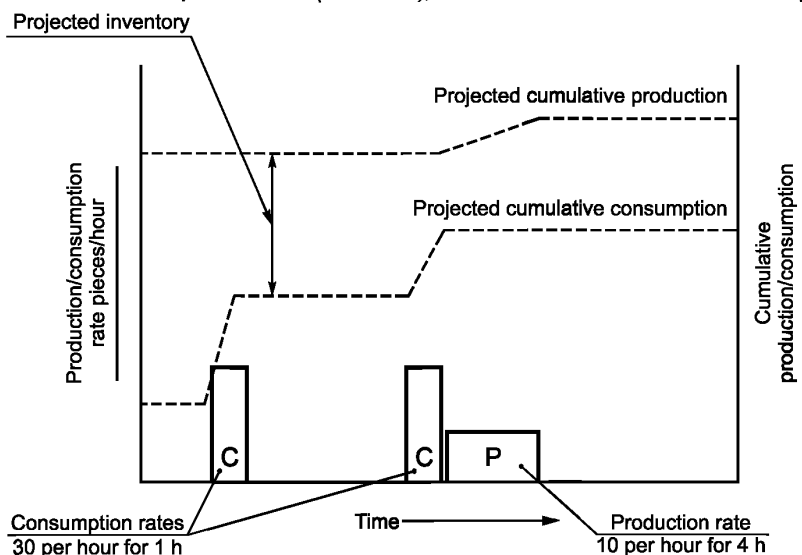 Projected inventory
Projected cumulative production
Projected cumulative consumption
Production/consumption
rate pieces/hour
Cumulative
production/consumption
C
C
P
Consumption rates
30 per hour for 1 h
Time
Production rate
10 per hour for 4 h